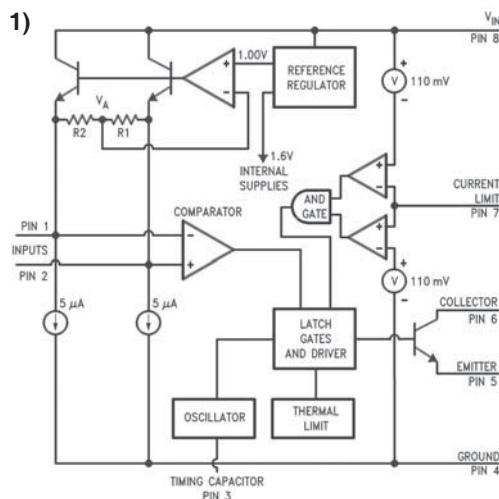 1)
V_IN
PIN 8
1.00V
+
−
REFERENCE
REGULATOR
+
V
110 mV
−
V_A
R2
R1
1.6V
INTERNAL
SUPPLIES
+
−
AND
GATE
CURRENT
LIMIT
PIN 7
COMPARATOR
+
−
PIN 1
−
INPUTS
PIN 2
+
+
V
110 mV
−
5 µA
5 µA
COLLECTOR
PIN 6
LATCH
GATES
AND DRIVER
EMITTER
PIN 5
OSCILLATOR
THERMAL
LIMIT
GROUND
PIN 4
TIMING CAPACITOR
PIN 3